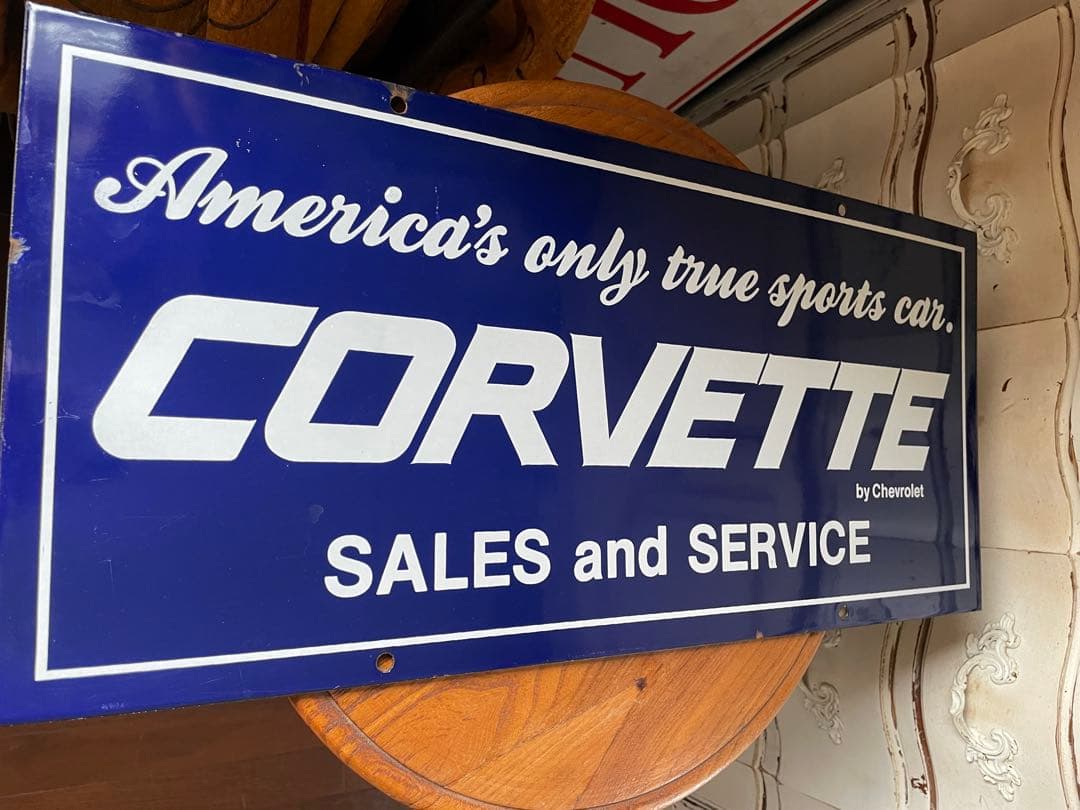 America's only true sports car.
CORVETTE
by Chevrolet
SALES and SERVICE